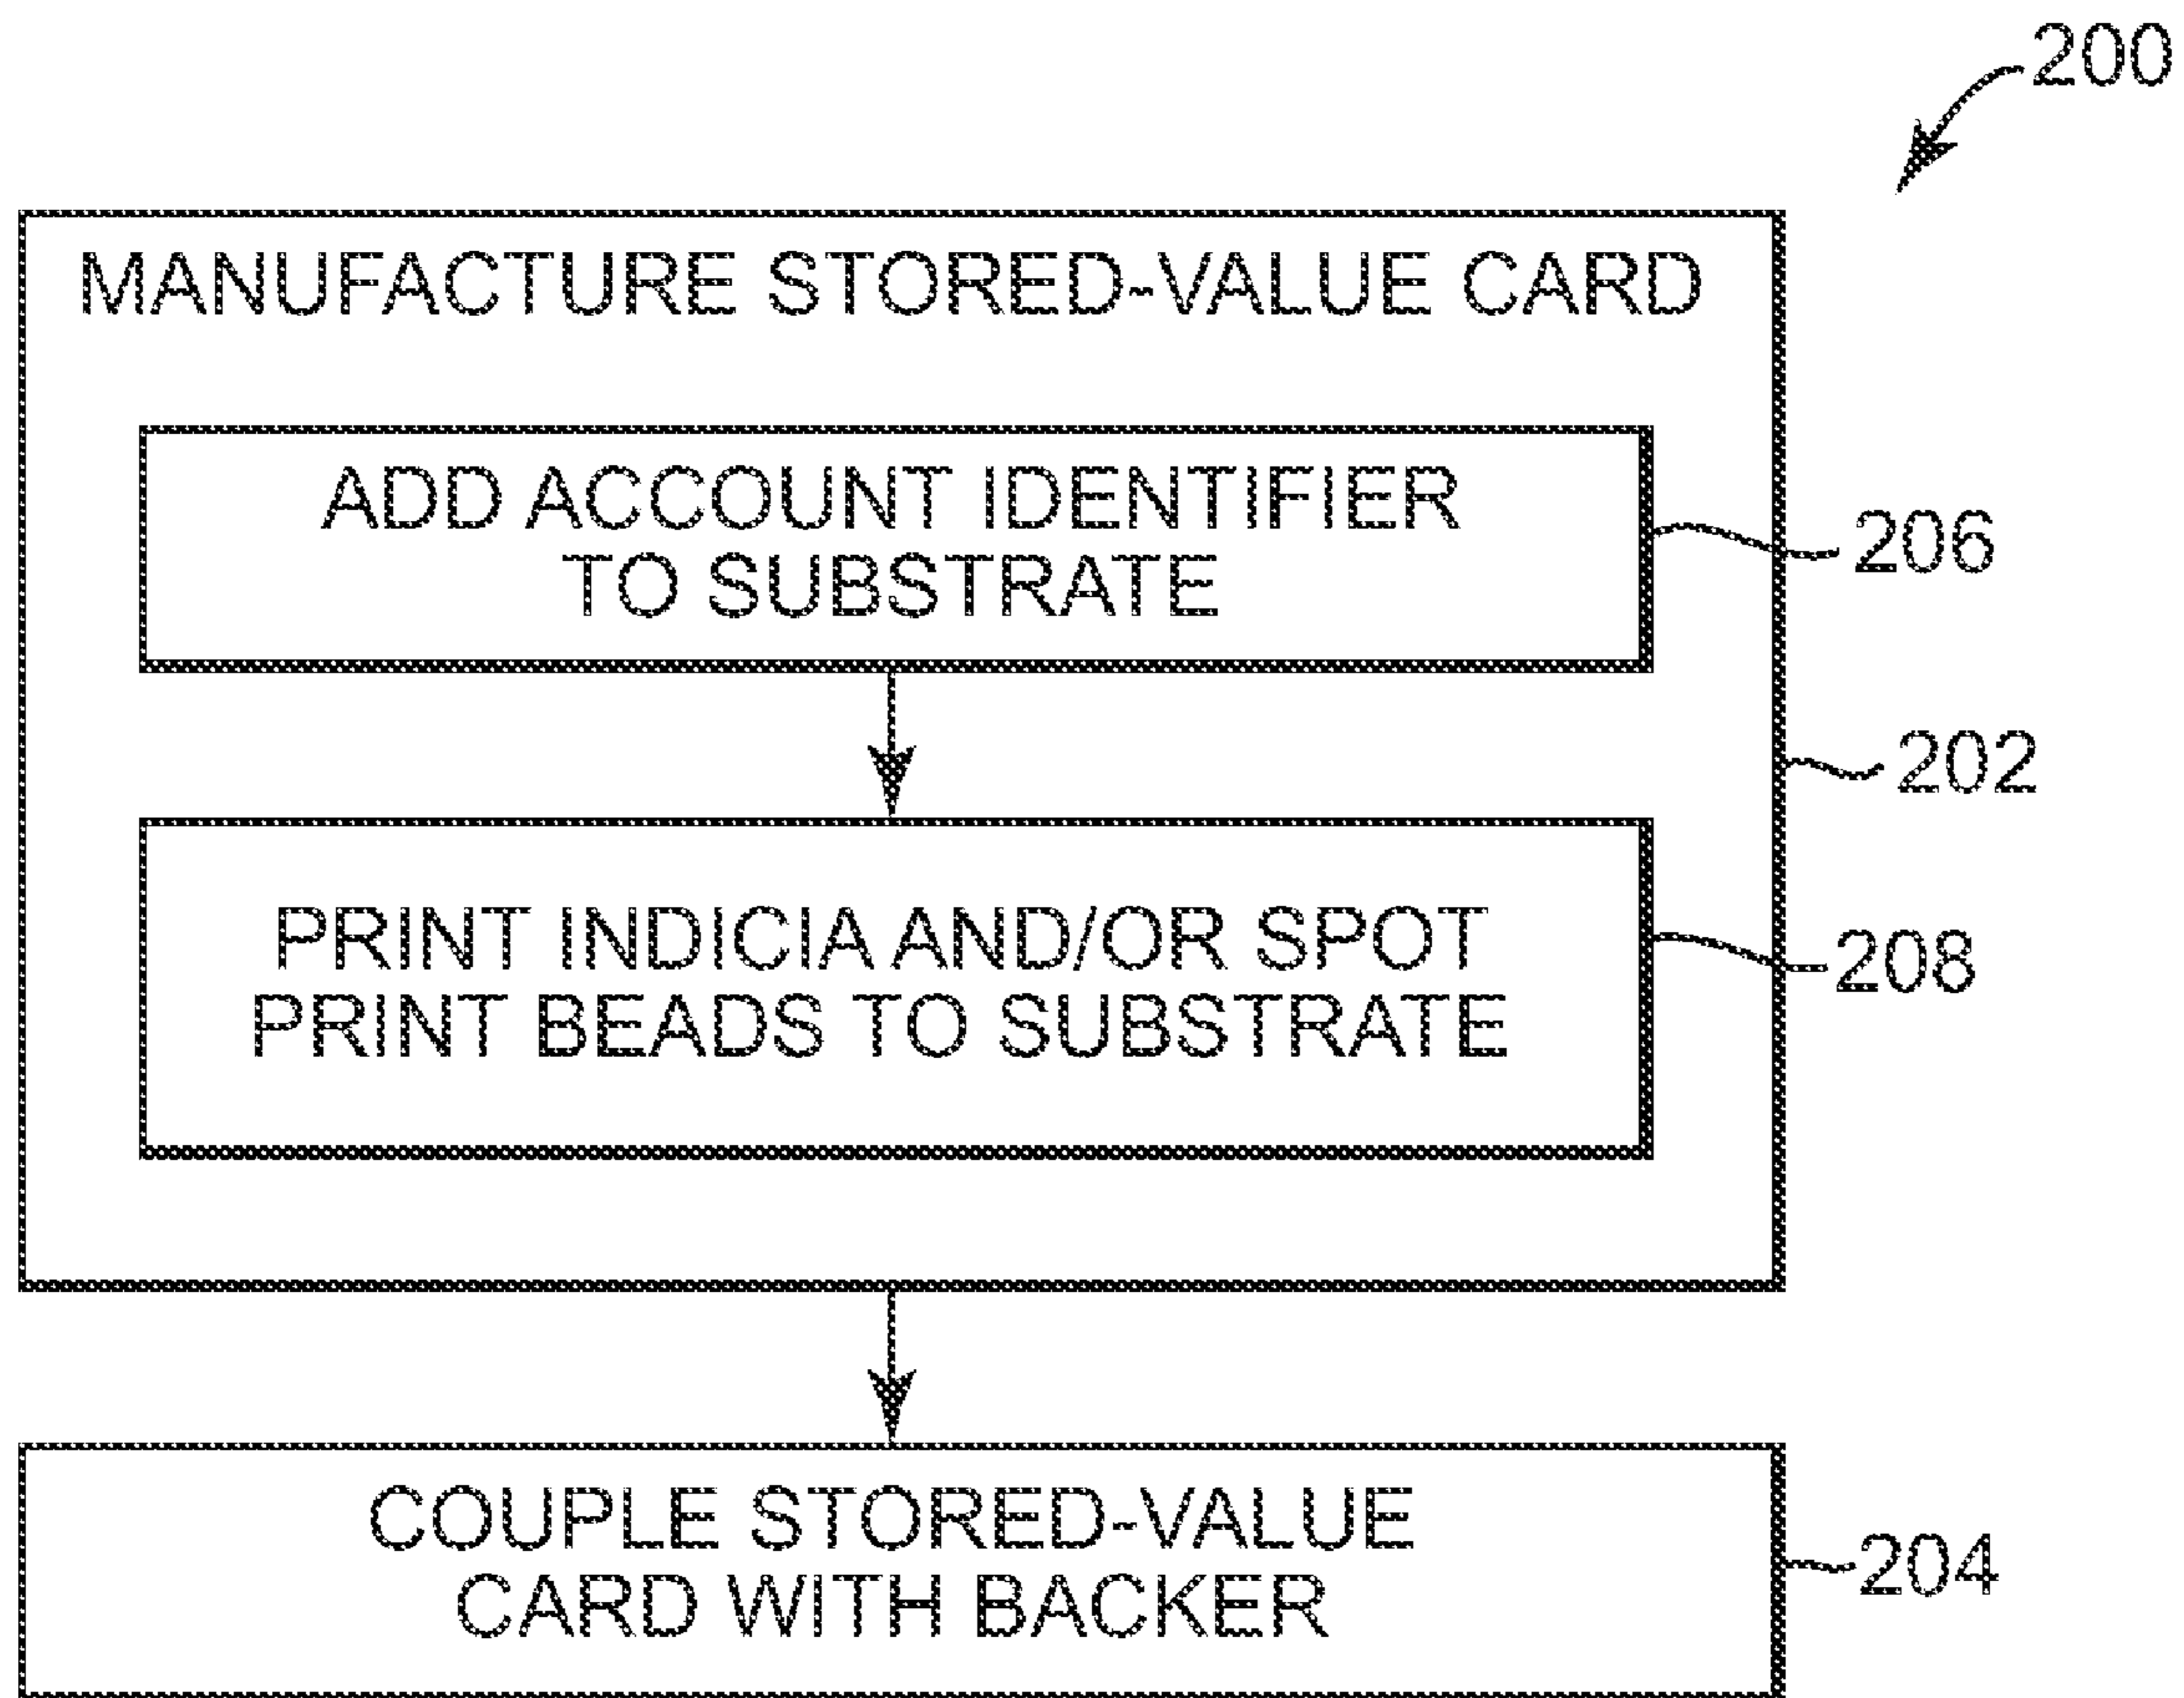 200
MANUFACTURE STORED-VALUE CARD
ADD ACCOUNT IDENTIFIER
TO SUBSTRATE
206
202
PRINT INDICIA AND/OR SPOT
PRINT BEADS TO SUBSTRATE
208
COUPLE STORED-VALUE
CARD WITH BACKER
204